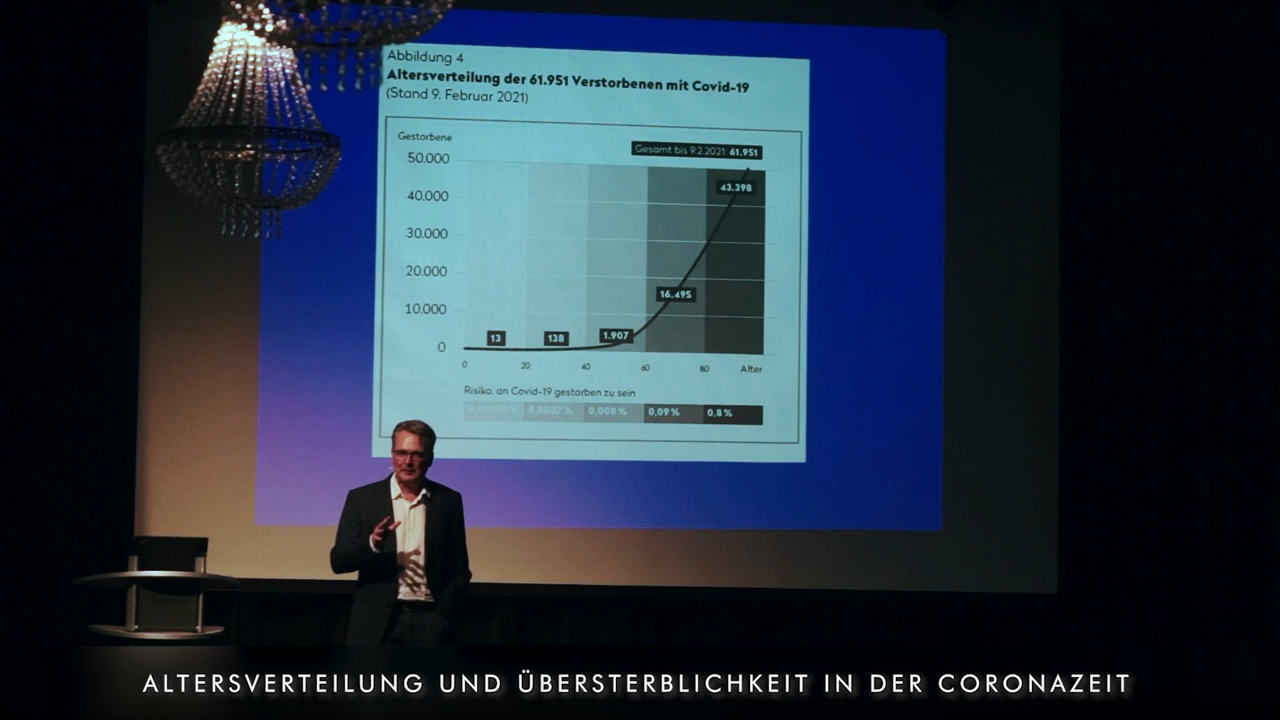 Abbildung 4
Altersverteilung der 61.951 Verstorbenen mit Covid-19
(Stand 9. Februar 2021)
Gestorbene
Gesamt bis 9.2.2021: 61.951
50.000
43.398
40.000
30.000
20.000
16.495
10.000
13 138 1.907
0
0 20 40 60 80 Alter
Risiko, an Covid-19 gestorben zu sein
0,0007% 0,008% 0,09% 0,8%
ALTERSVERTEILUNG UND ÜBERSTERBLICHKEIT IN DER CORONAZEIT